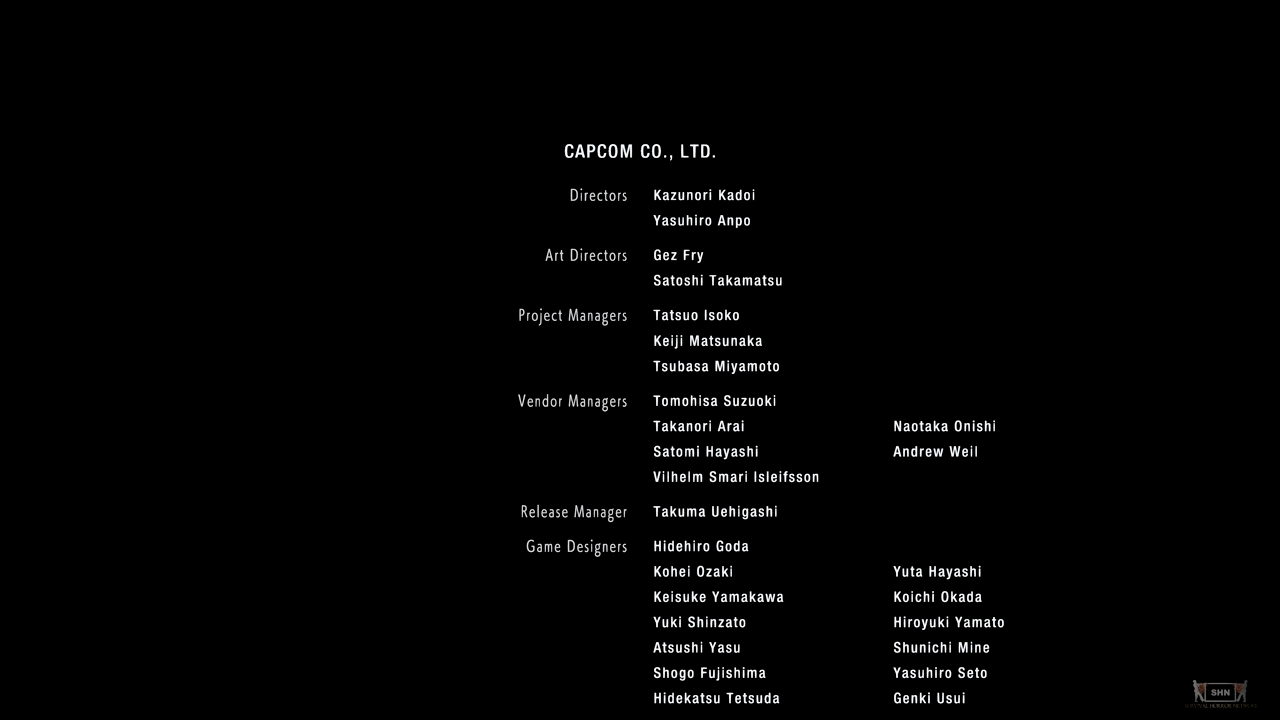 CAPCOM CO., LTD.
Directors Kazunori Kadoi
Yasuhiro Anpo
Art Directors Gez Fry
Satoshi Takamatsu
Project Managers Tatsuo Isoko
Keiji Matsunaka
Tsubasa Miyamoto
Vendor Managers Tomohisa Suzuoki
Takanori Arai Naotaka Onishi
Satomi Hayashi Andrew Weil
Vilhelm Smari Isleifsson
Release Manager Takuma Uehigashi
Game Designers Hidehiro Goda
Kohei Ozaki Yuta Hayashi
Keisuke Yamakawa Koichi Okada
Yuki Shinzato Hiroyuki Yamato
Atsushi Yasu Shunichi Mine
Shogo Fujishima Yasuhiro Seto
Hidekatsu Tetsuda Genki Usui
SHN
SURVIVAL HORROR